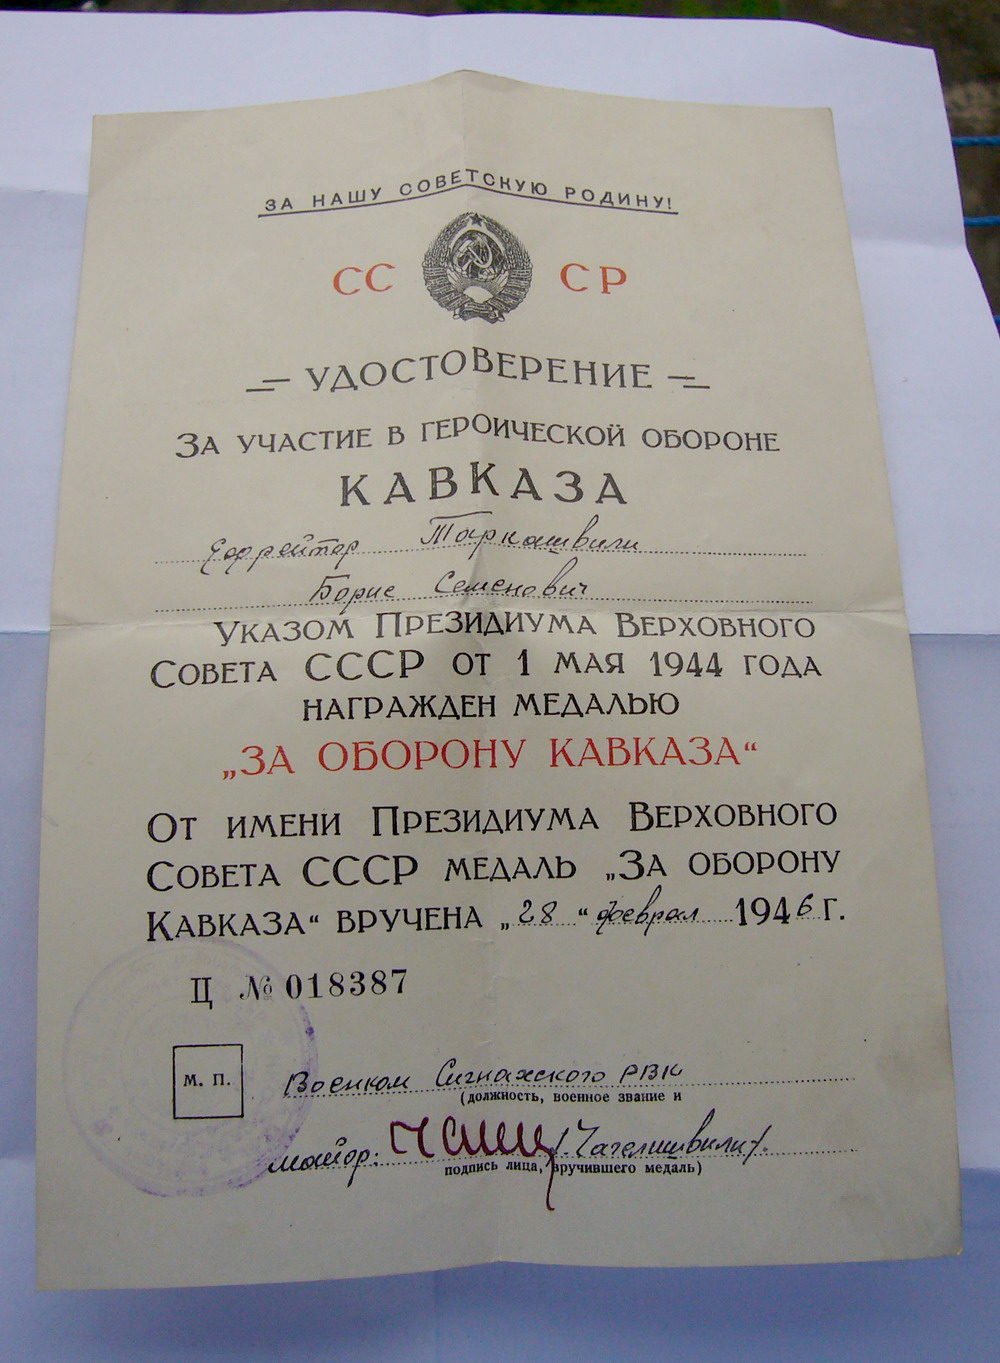 ЗА НАШУ СОВЕТСКУЮ РОДИНУ!
СС СР
УДОСТОВЕРЕНИЕ
ЗА УЧАСТИЕ В ГЕРОИЧЕСКОЙ ОБОРОНЕ
КАВКАЗА
Ефрейтор Таркашвили
Борис Семенович
УКАЗОМ ПРЕЗИДИУМА ВЕРХОВНОГО
СОВЕТА СССР ОТ 1 МАЯ 1944 ГОДА
НАГРАЖДЕН МЕДАЛЬЮ
„ЗА ОБОРОНУ КАВКАЗА“
ОТ ИМЕНИ ПРЕЗИДИУМА ВЕРХОВНОГО
СОВЕТА СССР МЕДАЛЬ „ЗА ОБОРОНУ
КАВКАЗА“ ВРУЧЕНА „28“ феврал 1946 Г.
Ц № 018387
М. П.
Военком Сигнахского РВК
(должность, военное звание и
майор: /.Чагелишвили/.
подпись лица, вручившего медаль)